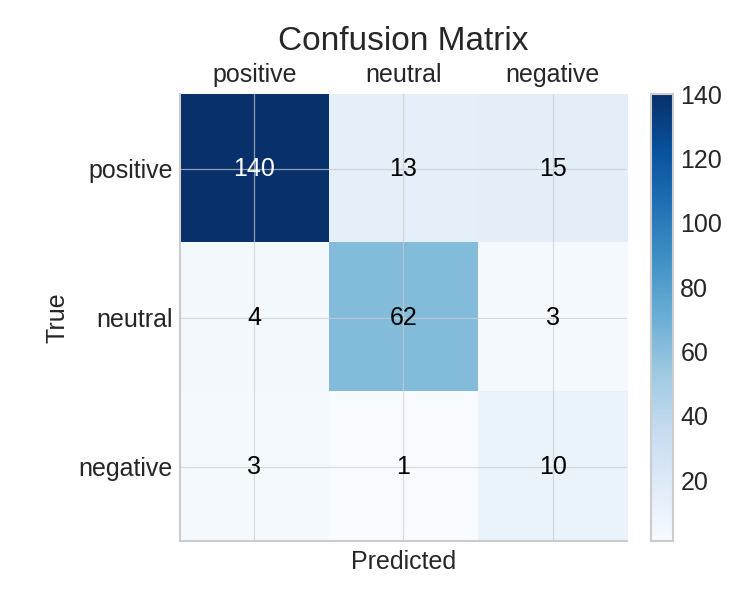 Confusion Matrix
positive neutral negative
positive 140 13 15
neutral 4 62 3
negative 3 1 10
True
Predicted
140
120
100
80
60
40
20